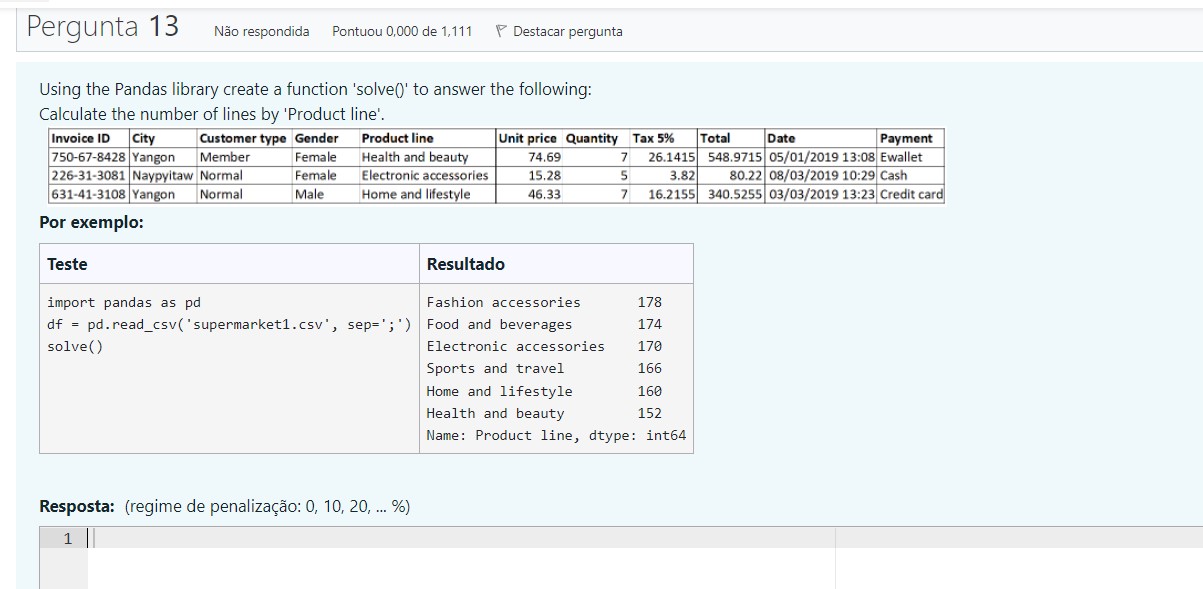 Pergunta 13 Não respondida Pontuou 0,000 de 1,111 Destacar pergunta
Using the Pandas library create a function 'solve()' to answer the following:
Calculate the number of lines by 'Product line'.
Invoice ID City Customer type Gender Product line Unit price Quantity Tax 5% Total Date Payment
750-67-8428 Yangon Member Female Health and beauty 74.69 7 26.1415 548.9715 05/01/2019 13:08 Ewallet
226-31-3081 Naypyitaw Normal Female Electronic accessories 15.28 5 3.82 80.22 08/03/2019 10:29 Cash
631-41-3108 Yangon Normal Male Home and lifestyle 46.33 7 16.2155 340.5255 03/03/2019 13:23 Credit card
Por exemplo:
Teste Resultado
import pandas as pd
df = pd.read_csv('supermarket1.csv', sep=';')
solve()
Fashion accessories 178
Food and beverages 174
Electronic accessories 170
Sports and travel 166
Home and lifestyle 160
Health and beauty 152
Name: Product line, dtype: int64
Resposta: (regime de penalização: 0, 10, 20, ... %)
1